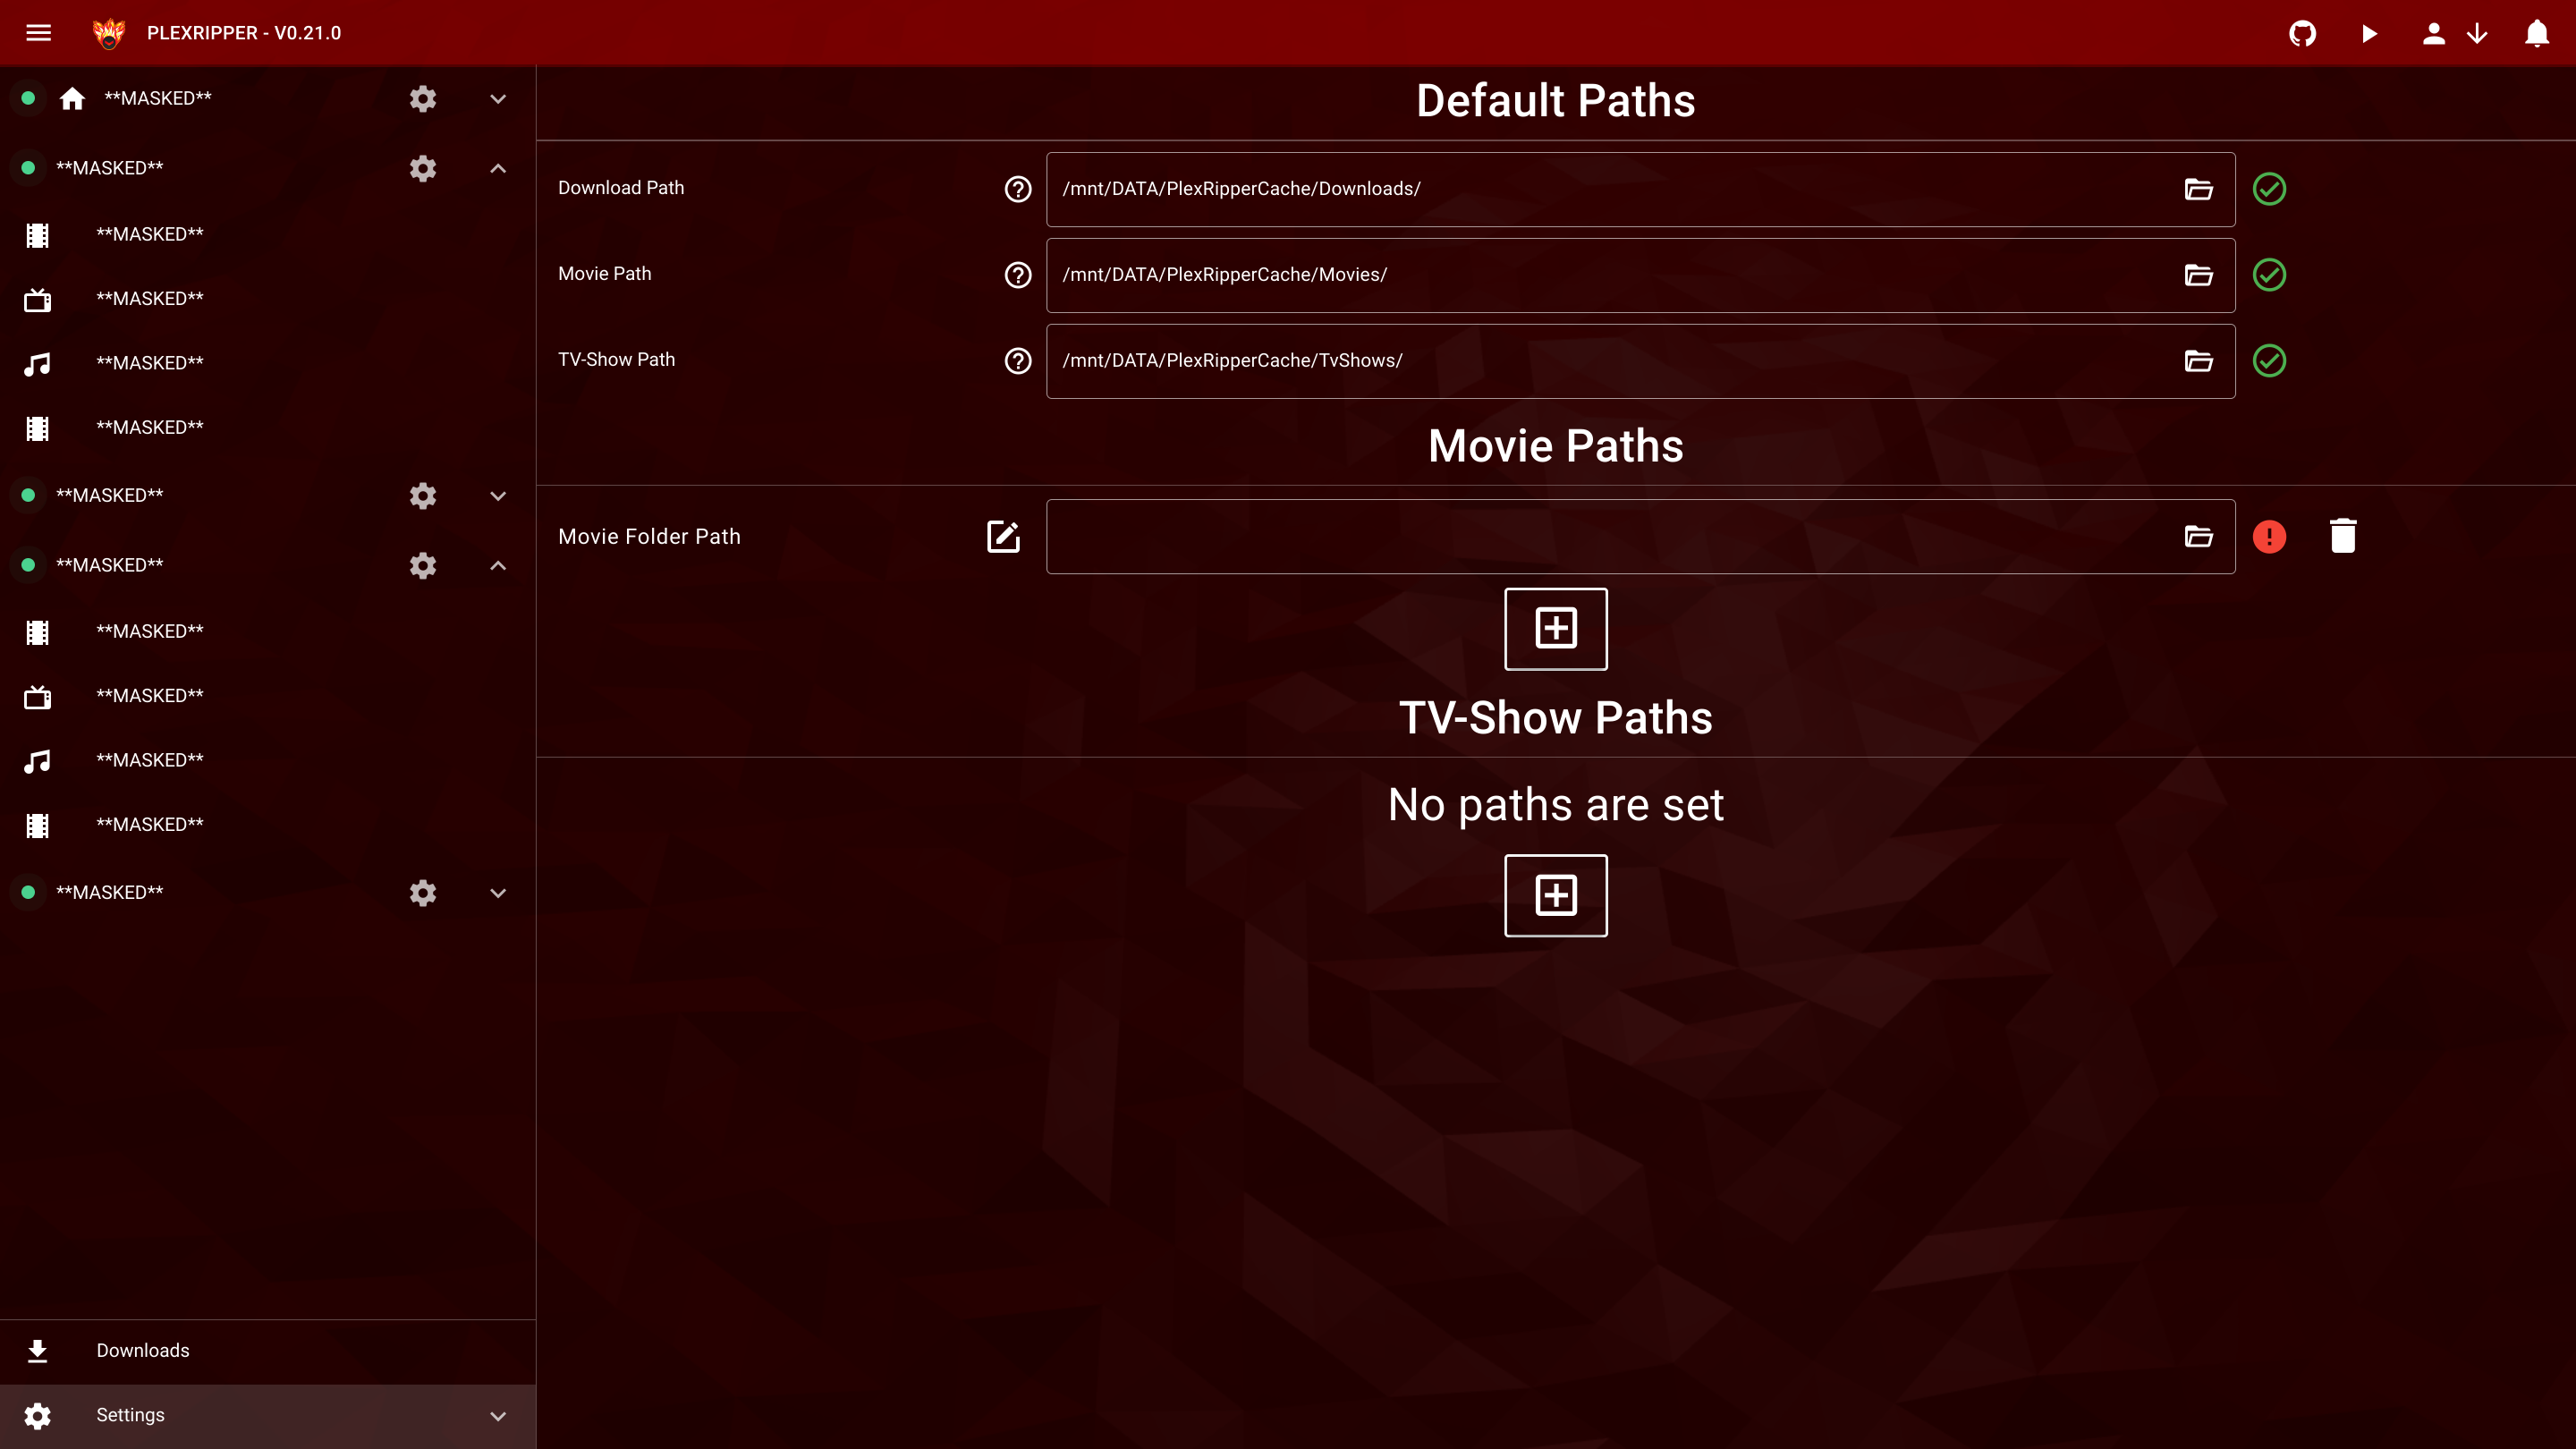 PLEXRIPPER - V0.21.0
**MASKED**
**MASKED**
**MASKED**
**MASKED**
**MASKED**
**MASKED**
**MASKED**
**MASKED**
**MASKED**
**MASKED**
**MASKED**
**MASKED**
**MASKED**
Downloads
Settings
Default Paths
Download Path
/mnt/DATA/PlexRipperCache/Downloads/
Movie Path
/mnt/DATA/PlexRipperCache/Movies/
TV-Show Path
/mnt/DATA/PlexRipperCache/TvShows/
Movie Paths
Movie Folder Path
TV-Show Paths
No paths are set